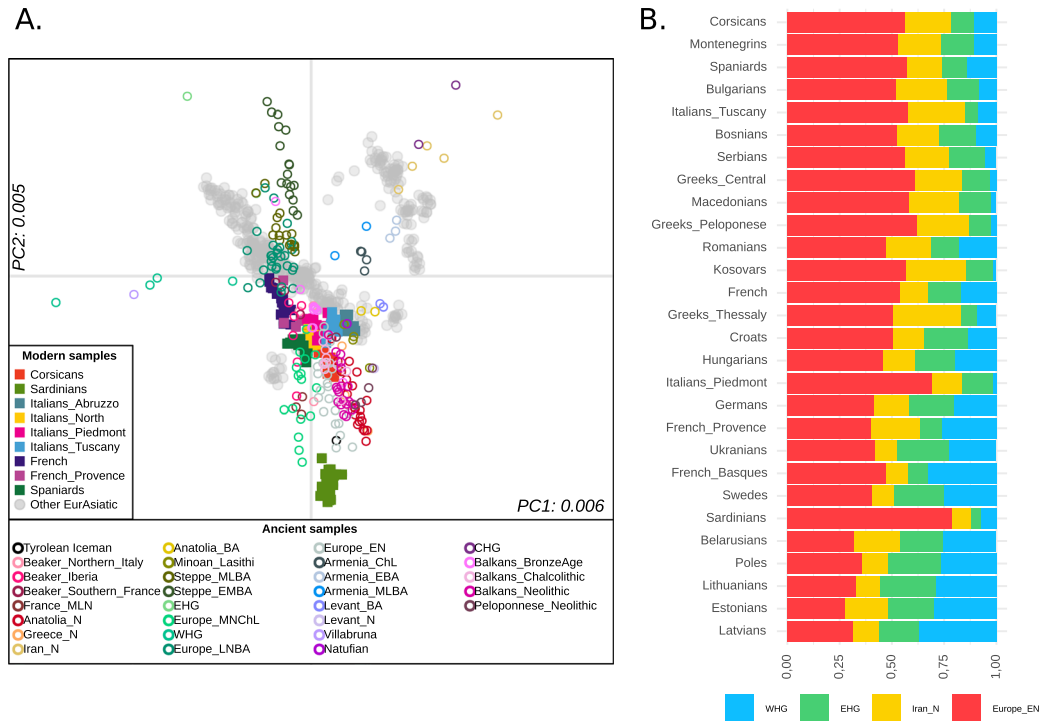 A.
PC2: 0.005
PC1: 0.006
Modern samples
Corsicans
Sardinians
Italians_Abruzzo
Italians_North
Italians_Piedmont
Italians_Tuscany
French
French_Provence
Spaniards
Other EurAsiatic
Ancient samples
Tyrolean Iceman
Beaker_Northern_Italy
Beaker_Iberia
Beaker_Southern_France
France_MLN
Anatolia_N
Greece_N
Iran_N
Anatolia_BA
Minoan_Lasithi
Steppe_MLBA
Steppe_EMBA
EHG
Europe_MNChL
WHG
Europe_LNBA
Europe_EN
Armenia_ChL
Armenia_EBA
Armenia_MLBA
Levant_BA
Levant_N
Villabruna
Natufian
CHG
Balkans_BronzeAge
Balkans_Chalcolithic
Balkans_Neolithic
Peloponnese_Neolithic
B.
Corsicans
Montenegrins
Spaniards
Bulgarians
Italians_Tuscany
Bosnians
Serbians
Greeks_Central
Macedonians
Greeks_Peloponese
Romanians
Kosovars
French
Greeks_Thessaly
Croats
Hungarians
Italians_Piedmont
Germans
French_Provence
Ukranians
French_Basques
Swedes
Sardinians
Belarusians
Poles
Lithuanians
Estonians
Latvians
0,00
0,25
0,50
0,75
1,00
WHG
EHG
Iran_N
Europe_EN